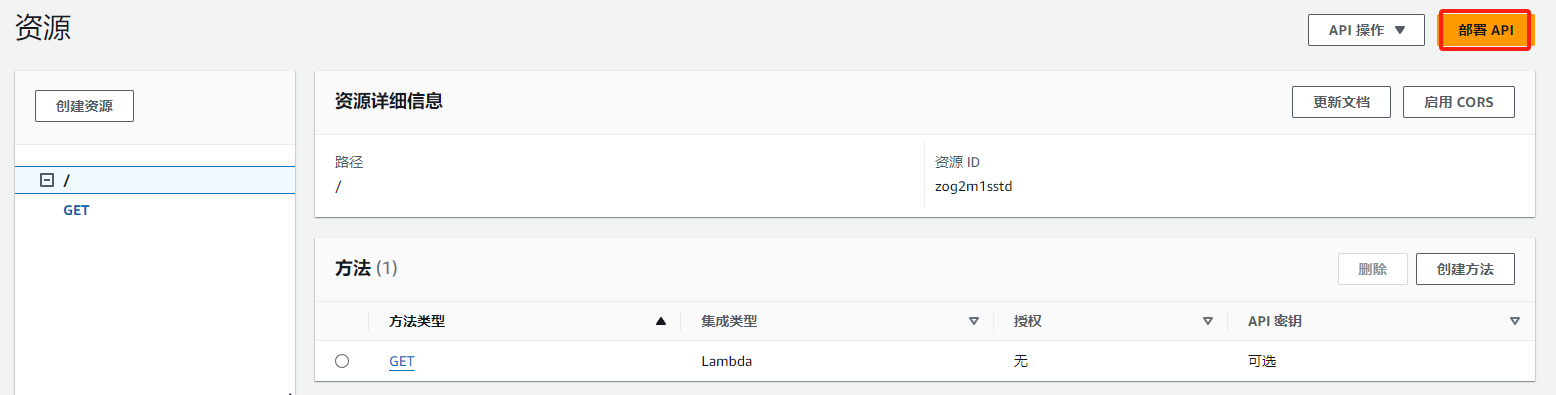 资源
API 操作
部署 API
创建资源
/
GET
资源详细信息
更新文档
启用 CORS
路径
/
资源 ID
zog2m1sstd
方法 (1)
删除
创建方法
方法类型
集成类型
授权
API 密钥
GET
Lambda
无
可选